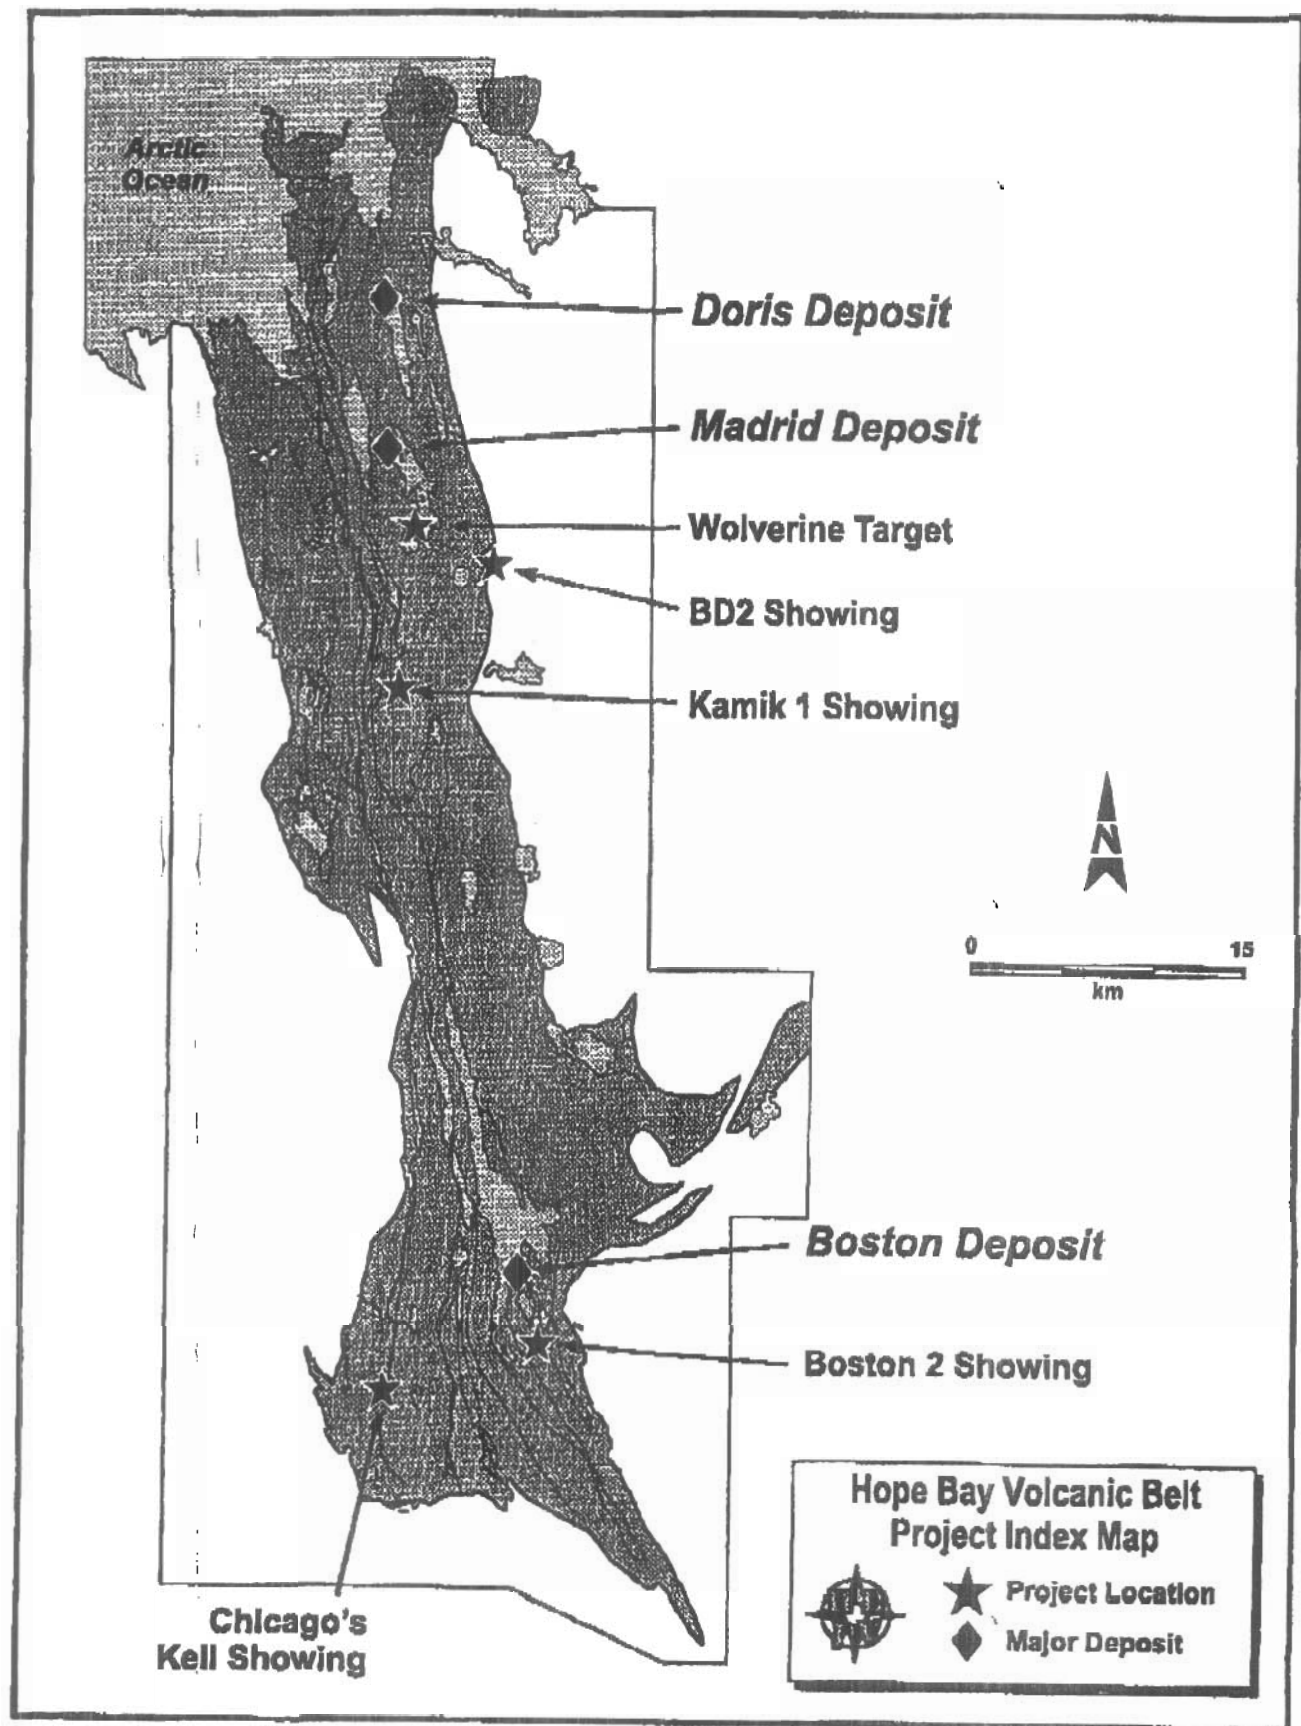 Arctic
Ocean
Doris Deposit
Madrid Deposit
Wolverine Target
BD2 Showing
Kamik 1 Showing
N
0 15
km
Boston Deposit
Boston 2 Showing
Chicago's
Kell Showing
Hope Bay Volcanic Belt
Project Index Map
Project Location
Major Deposit